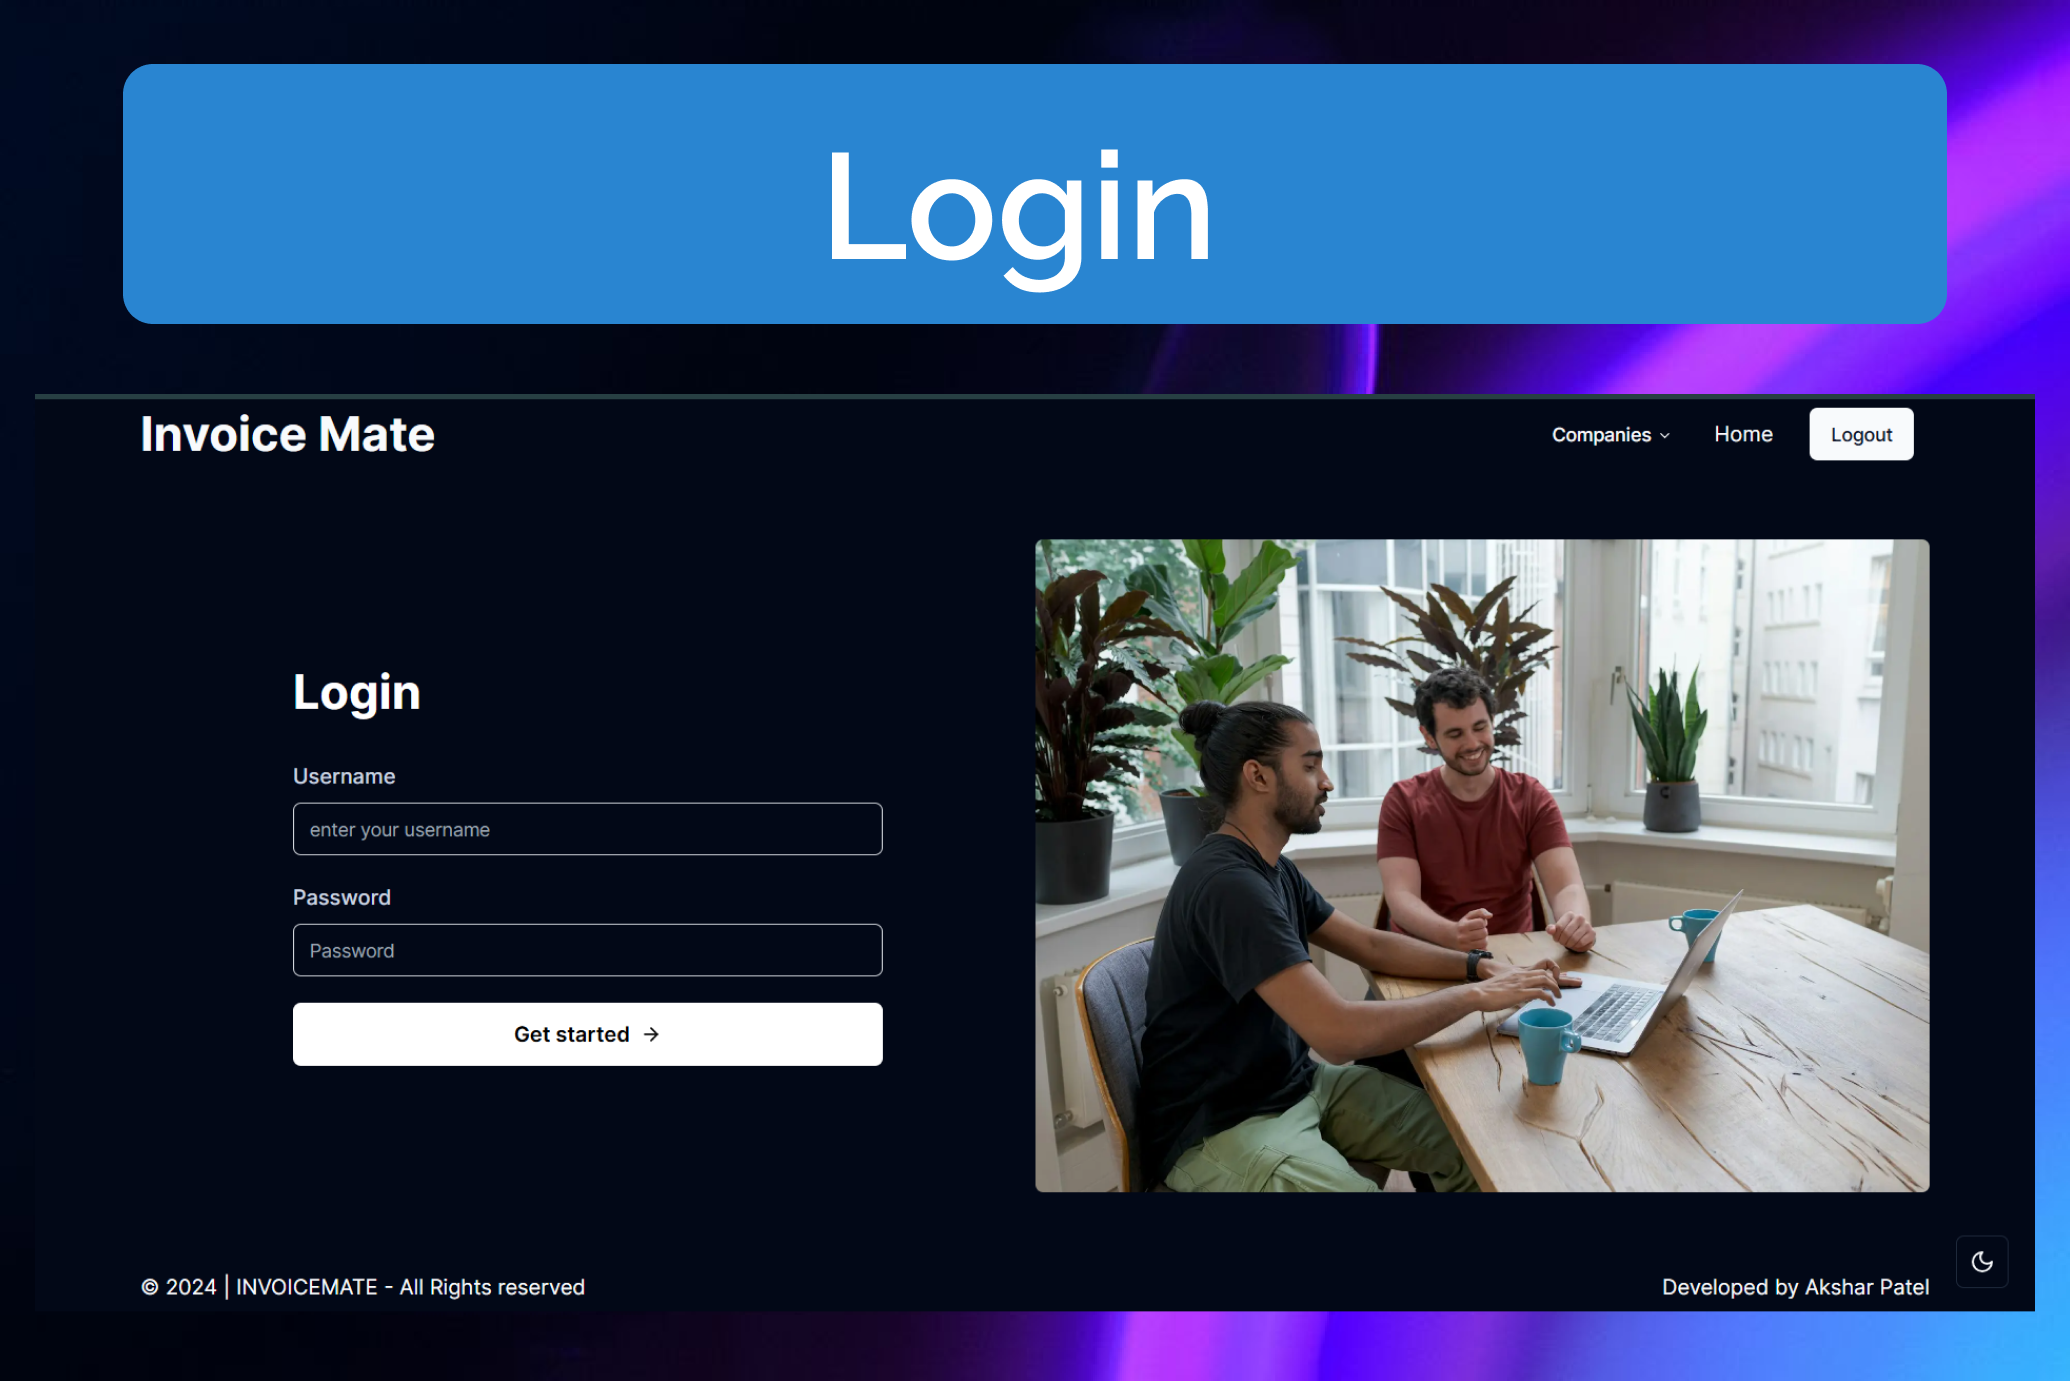 Login
Invoice Mate
Companies
Home
Logout
Login
Username
enter your username
Password
Password
Get started →
© 2024 | INVOICEMATE - All Rights reserved
Developed by Akshar Patel